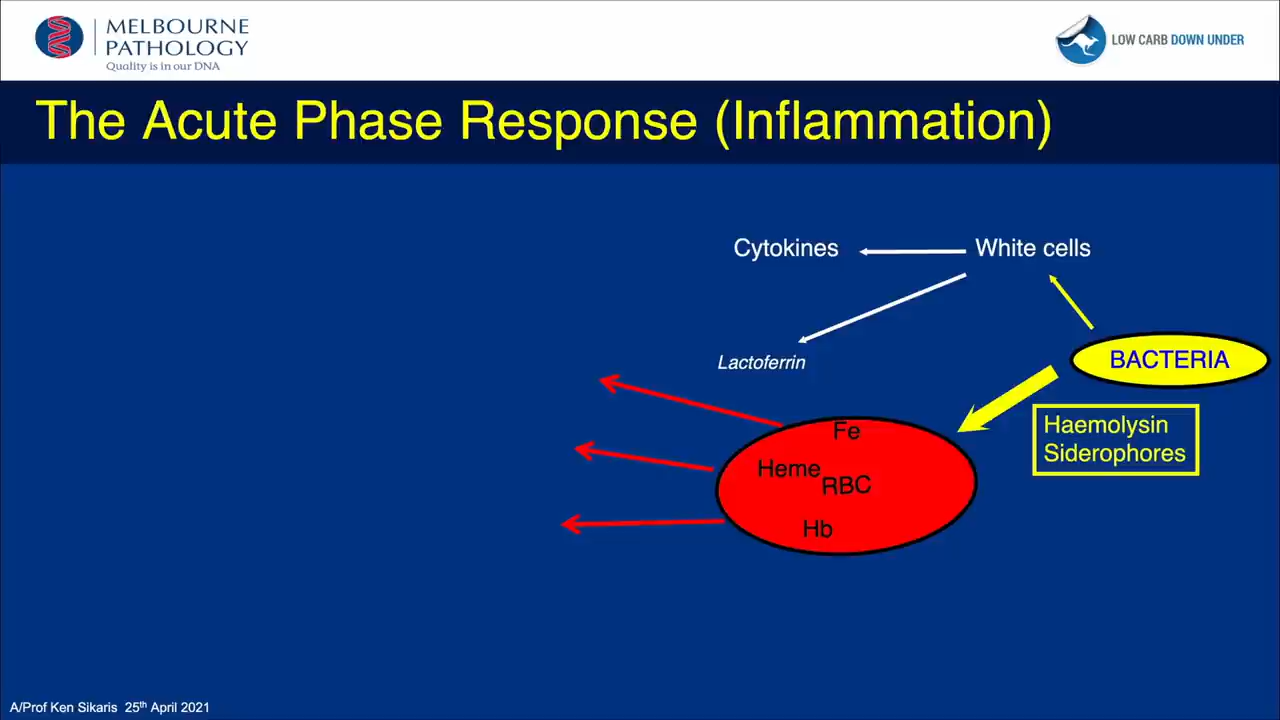 MELBOURNE
PATHOLOGY
Quality is in our DNA
LOW CARB DOWN UNDER
The Acute Phase Response (Inflammation)
Cytokines
White cells
Lactoferrin
BACTERIA
Haemolysin
Siderophores
Fe
Heme
RBC
Hb
A/Prof Ken Sikaris 25th April 2021